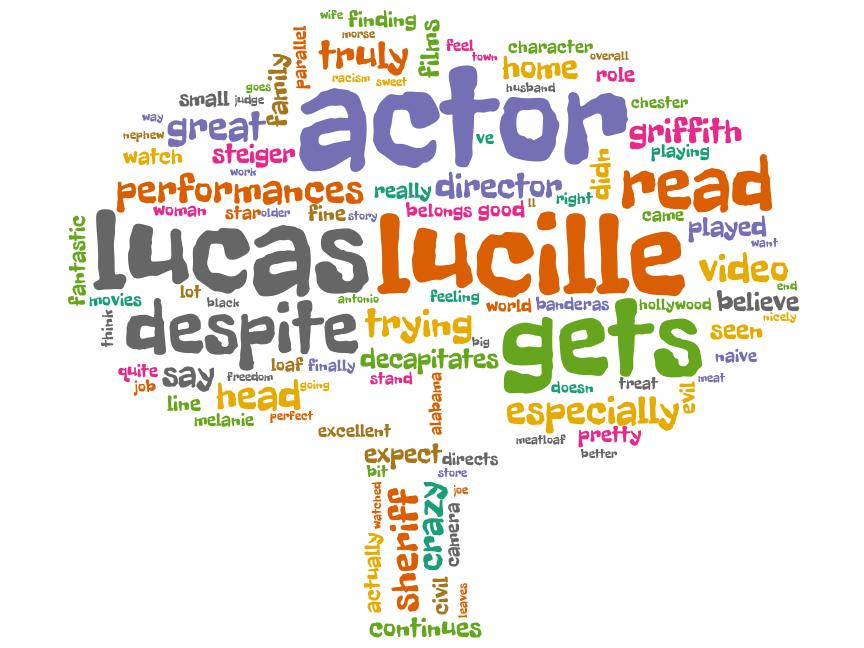 wife
finding
morse
truly
parallel
films
feel
town
character
overall
family
racism
sweet
home
role
goes
husband
small
judge
actor
chester
way
great
ve
griffith
nephew
watch
steiger
playing
work
didn
read
performances
really
director
right
woman
star
older
fine
story
belongs
good
ll
came
played
fantastic
lucas
lucille
want
video
end
movies
lot
black
antonio
feeling
world
banderas
hollywood
believe
nicely
think
despite
trying
big
gets
seen
quite
job
say
loaf
finally
freedom
going
decapitates
stand
doesn
treat
naive
meat
evil
line
head
melanie
perfect
alabama
especially
excellent
meatloaf
pretty
better
expect
directs
bit
store
watched
actually
sheriff
crazy
camera
joe
civil
leaves
continues